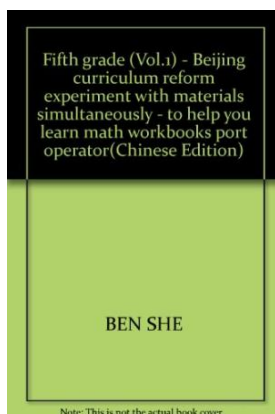 Fifth grade (Vol.1) - Beijing
curriculum reform
experiment with materials
simultaneously - to help you
learn math workbooks port
operator(Chinese Edition)
BEN SHE
Note: This is not the actual book cover